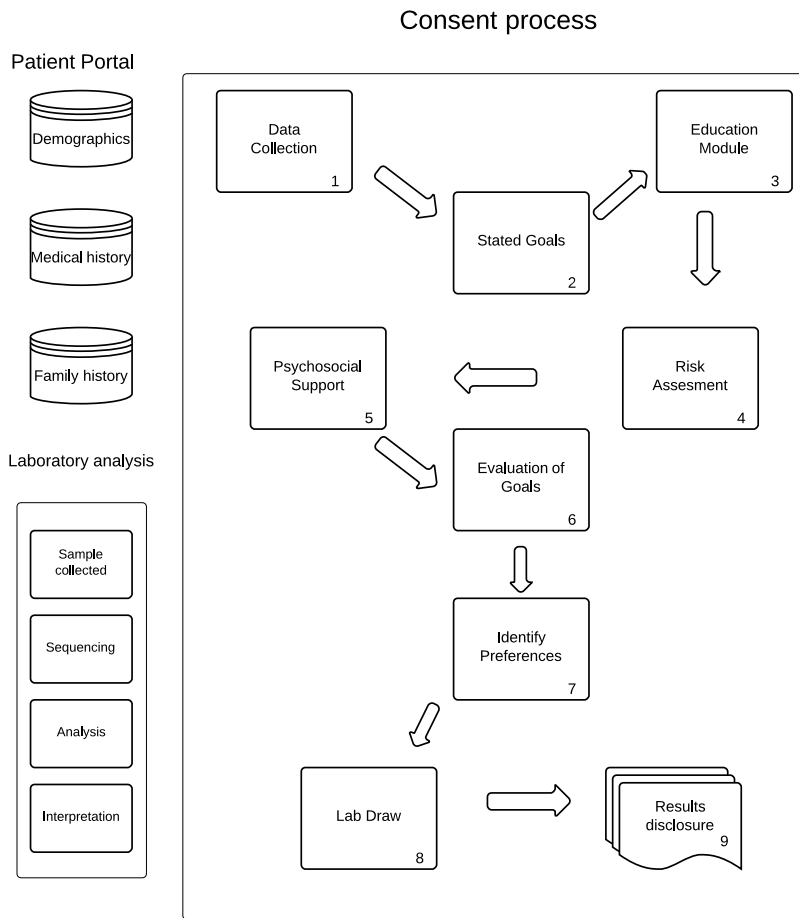 Consent process
Patient Portal
Demographics
Medical history
Family history
Laboratory analysis
Sample
collected
Sequencing
Analysis
Interpretation
Data
Collection
1
Stated Goals
2
Education
Module
3
Risk
Assesment
4
Psychosocial
Support
5
Evaluation of
Goals
6
Identify
Preferences
7
Lab Draw
8
Results
disclosure
9